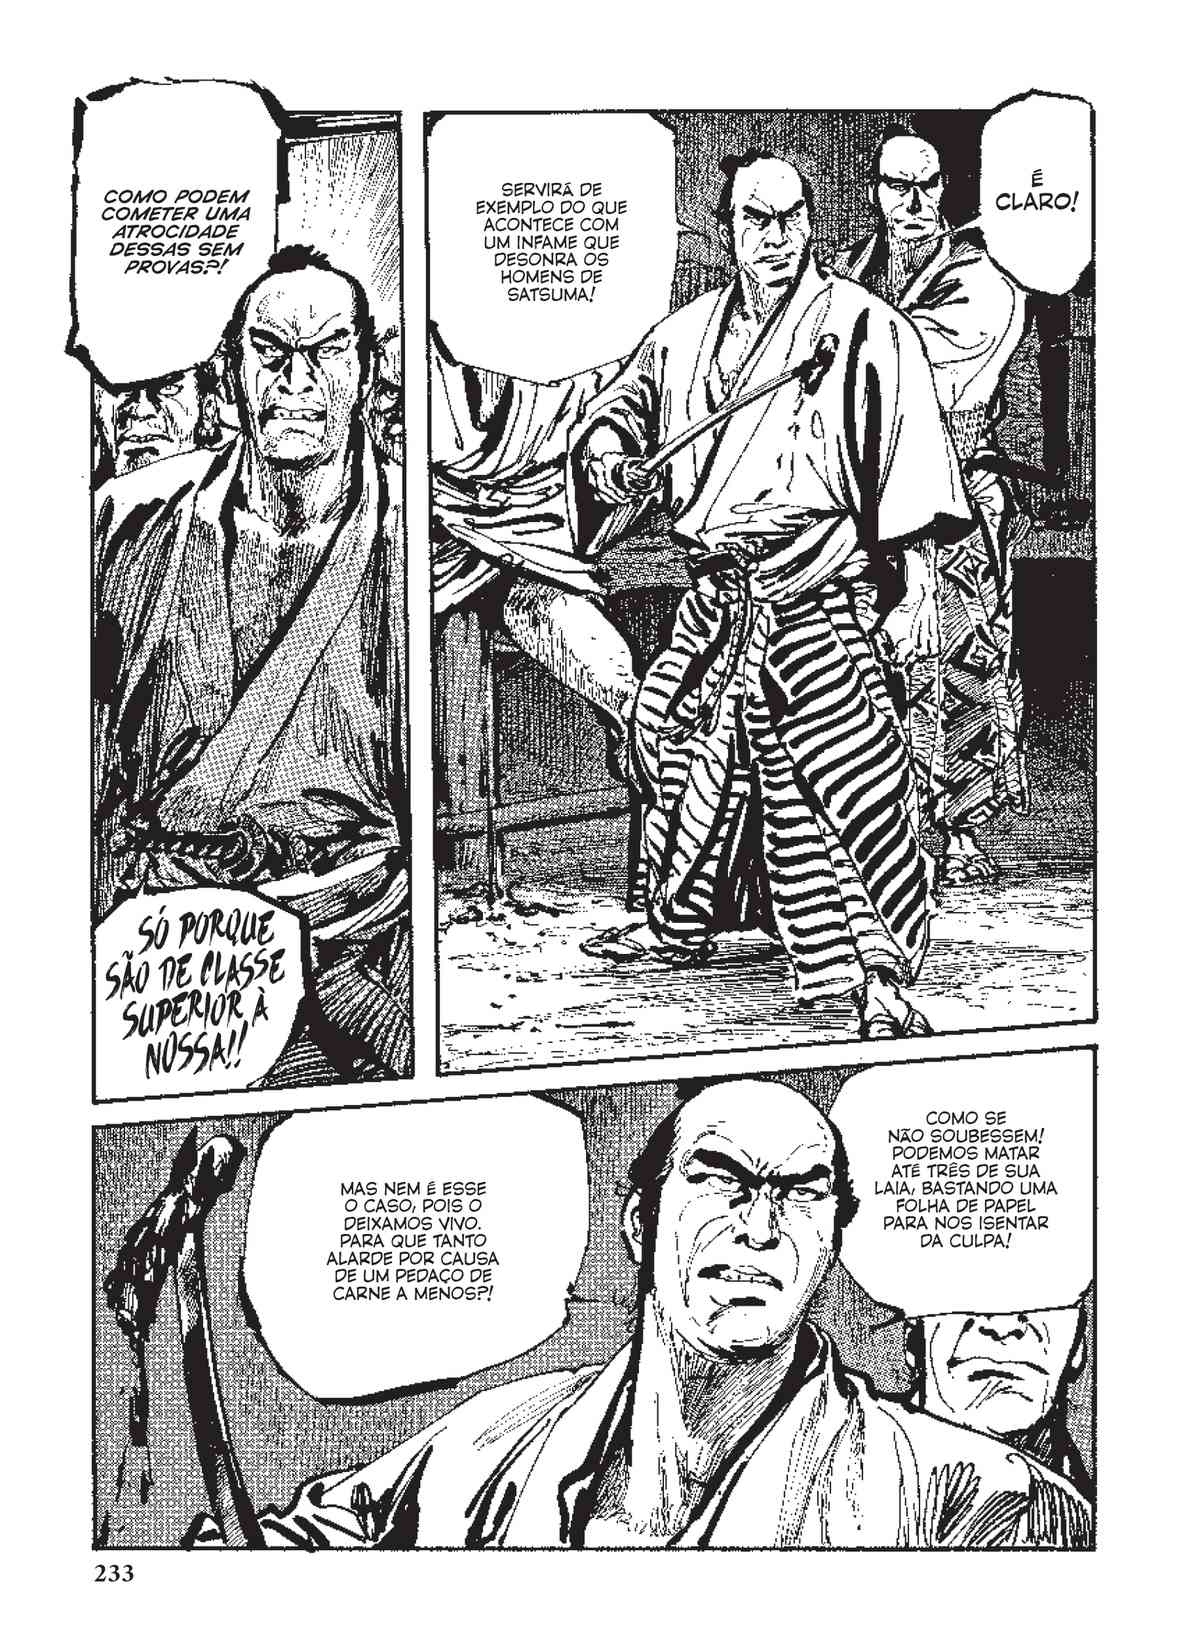 É
CLARO!
SERVIRÁ DE
EXEMPLO DO QUE
ACONTECE COM
UM INFAME QUE
DESONRA OS
HOMENS DE
SATSUMA!
COMO PODEM
COMETER UMA
ATROCIDADE
DESSAS SEM
PROVAS?!
SÓ PORQUE
SÃO DE CLASSE
SUPERIOR À
NOSSA!!
COMO SE
NÃO SOUBESSEM!
PODEMOS MATAR
ATÉ TRÊS DE SUA
LAIA, BASTANDO UMA
FOLHA DE PAPEL
PARA NOS ISENTAR
DA CULPA!
MAS NEM É ESSE
O CASO, POIS O
DEIXAMOS VIVO.
PARA QUE TANTO
ALARDE POR CAUSA
DE UM PEDAÇO DE
CARNE A MENOS?!
233